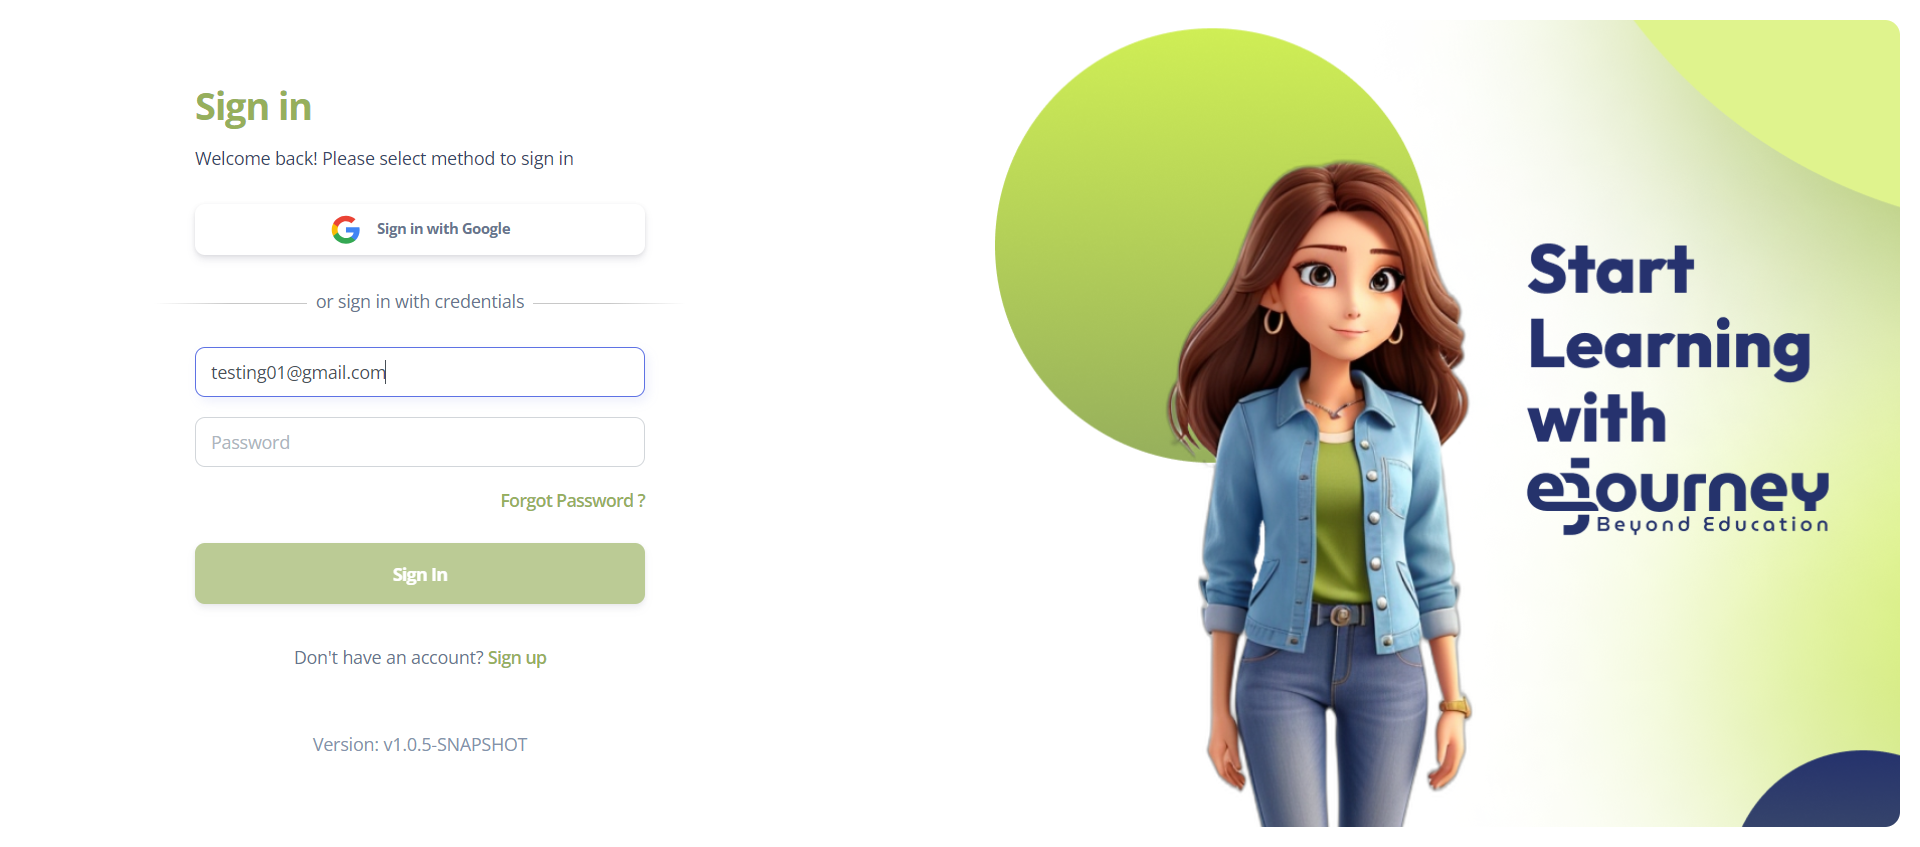 Sign in
Welcome back! Please select method to sign in
Sign in with Google
or sign in with credentials
testing01@gmail.com
Password
Forgot Password ?
Sign In
Don't have an account? Sign up
Version: v1.0.5-SNAPSHOT
Start
Learning
with
ejourney
Beyond Education